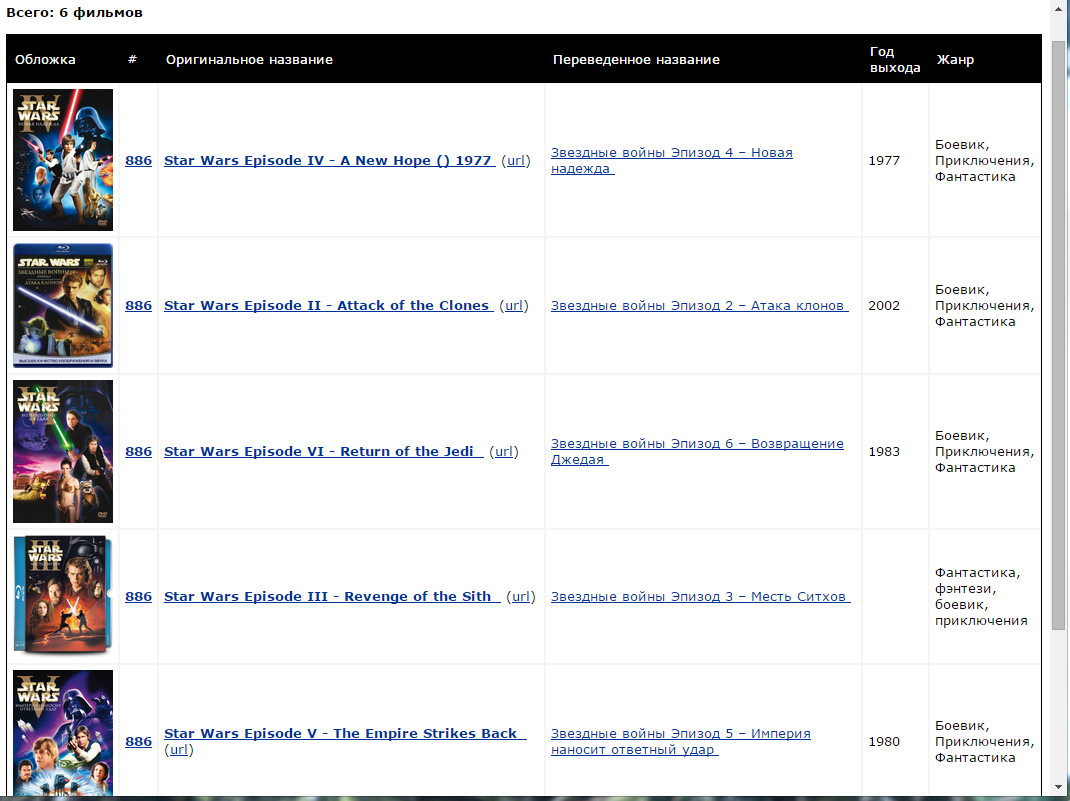 Всего: 6 фильмов
Обложка # Оригинальное название Переведенное название Год выхода Жанр
STAR WARS IV
НОВАЯ НАДЕЖДА
886 Star Wars Episode IV - A New Hope () 1977 (url)
Звездные войны Эпизод 4 – Новая
надежда
1977
Боевик,
Приключения,
Фантастика
STAR WARS
ЗВЕЗДНЫЕ ВОЙНЫ
АТАКА КЛОНОВ
ВЫСШЕЕ КАЧЕСТВО ИЗОБРАЖЕНИЯ И ЗВУКА
886 Star Wars Episode II - Attack of the Clones (url)
Звездные войны Эпизод 2 – Атака клонов
2002
Боевик,
Приключения,
Фантастика
STAR WARS VI
886 Star Wars Episode VI - Return of the Jedi (url)
Звездные войны Эпизод 6 – Возвращение
Джедая
1983
Боевик,
Приключения,
Фантастика
STAR WARS III
886 Star Wars Episode III - Revenge of the Sith (url)
Звездные войны Эпизод 3 – Месть Ситхов
Фантастика,
фэнтези,
боевик,
приключения
STAR WARS V
ИМПЕРИЯ НАНОСИТ
ОТВЕТНЫЙ УДАР
886 Star Wars Episode V - The Empire Strikes Back
(url)
Звездные войны Эпизод 5 – Империя
наносит ответный удар
1980
Боевик,
Приключения,
Фантастика